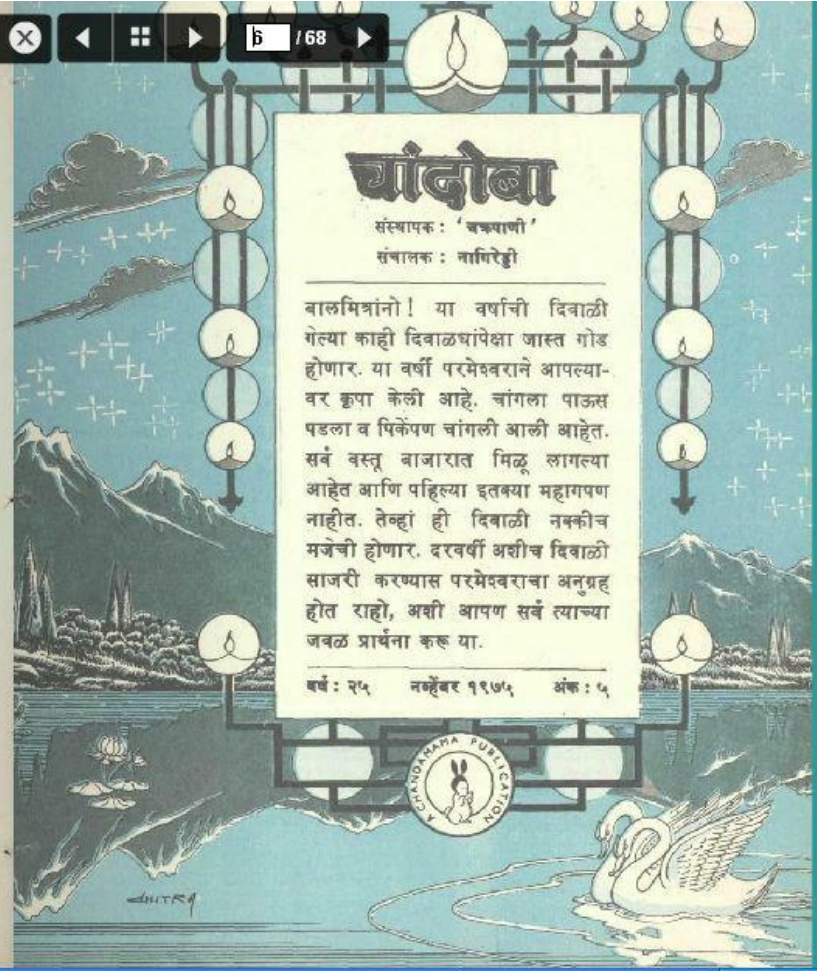 6 / 68
चांदोबा
संस्थापक : ' चक्रपाणी '
संचालक : नागिरेड्डी
बालमित्रांनो ! या वर्षाची दिवाळी
गेल्या काही दिवाळयांपेक्षा जास्त गोड
होणार. या वर्षी परमेश्वराने आपल्या-
वर कृपा केली आहे. चांगला पाऊस
पडला व पिकेंपण चांगली आली आहेत.
सर्व वस्तू बाजारात मिळू लागल्या
आहेत आणि पहिल्या इतक्या महागपण
नाहीत. तेव्हां ही दिवाळी नक्कीच
मजेची होणार. दरवर्षी अशीच दिवाळी
साजरी करण्यास परमेश्वराचा अनुग्रह
होत राहो, अशी आपण सर्व त्याच्या
जवळ प्रार्थना करू या.
वर्ष : २५ नव्हेंबर १९७५ अंक : ५
A CHANDAMAMA PUBLICATION
CHITRA